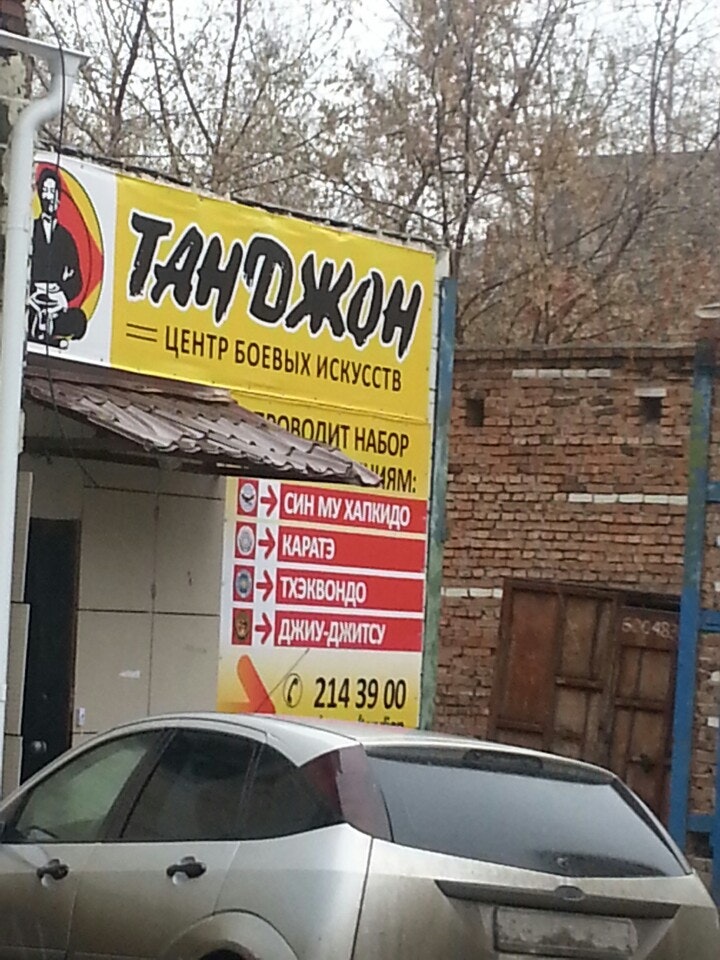 ТАНДЖОН
ЦЕНТР БОЕВЫХ ИСКУССТВ
ПРОВОДИТ НАБОР
СИН МУ ХАПКИДО
КАРАТЭ
ТХЭКВОНДО
ДЖИУ-ДЖИТСУ
214 39 00